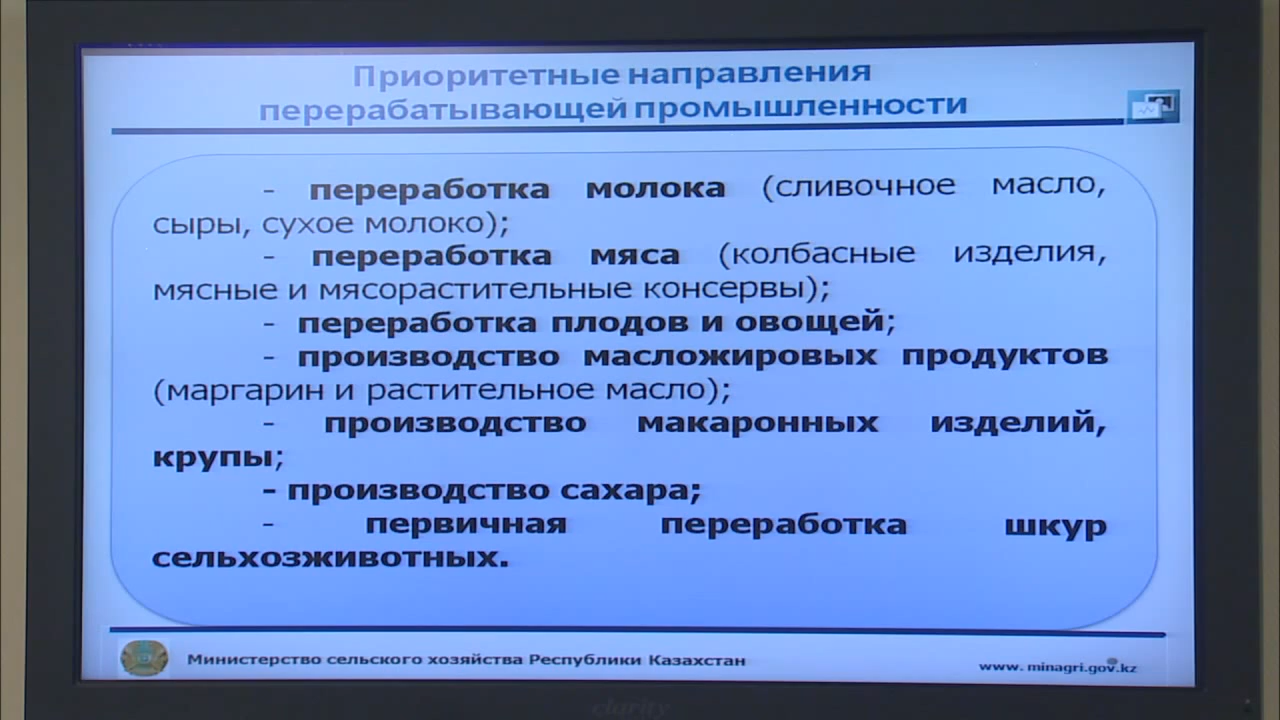 Приоритетные направления
перерабатывающей промышленности
- переработка молока (сливочное масло,
сыры, сухое молоко);
- переработка мяса (колбасные изделия,
мясные и мясорастительные консервы);
- переработка плодов и овощей;
- производство масложировых продуктов
(маргарин и растительное масло);
- производство макаронных изделий,
крупы;
- производство сахара;
- первичная переработка шкур
сельхозживотных.
Министерство сельского хозяйства Республики Казахстан
www. minagri.gov.kz
clarity